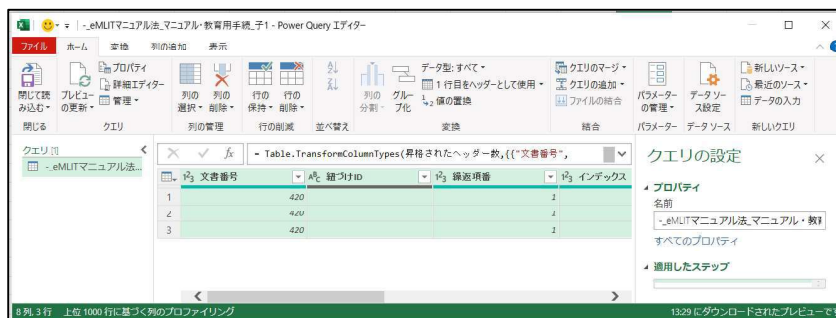 -_eMLITマニュアル法_マニュアル・教育用手続_子1 - Power Query エディター
ファイル ホーム 変換 列の追加 表示
閉じて読み込む
プレビューの更新
プロパティ
詳細エディター
管理
列の選択
列の削除
行の保持
行の削除
列の分割
グループ化
データ型: すべて
1 行目をヘッダーとして使用
値の置換
クエリのマージ
クエリの追加
ファイルの結合
パラメーターの管理
データ ソース設定
新しいソース
最近のソース
データの入力
閉じる クエリ 列の管理 行の削減 並べ替え 変換 結合 パラメーター データ ソース 新しいクエリ
クエリ [1]
-_eMLITマニュアル法...
= Table.TransformColumnTypes(昇格されたヘッダー数,{{"文書番号",
文書番号 紐づけID 繰返項番 インデックス
1 420 1
2 420 1
3 420 1
クエリの設定
プロパティ
名前
-_eMLITマニュアル法_マニュアル・教
すべてのプロパティ
適用したステップ
8 列, 3 行 上位 1000 行に基づく列のプロファイリング
13:29 にダウンロードされたプレビューで